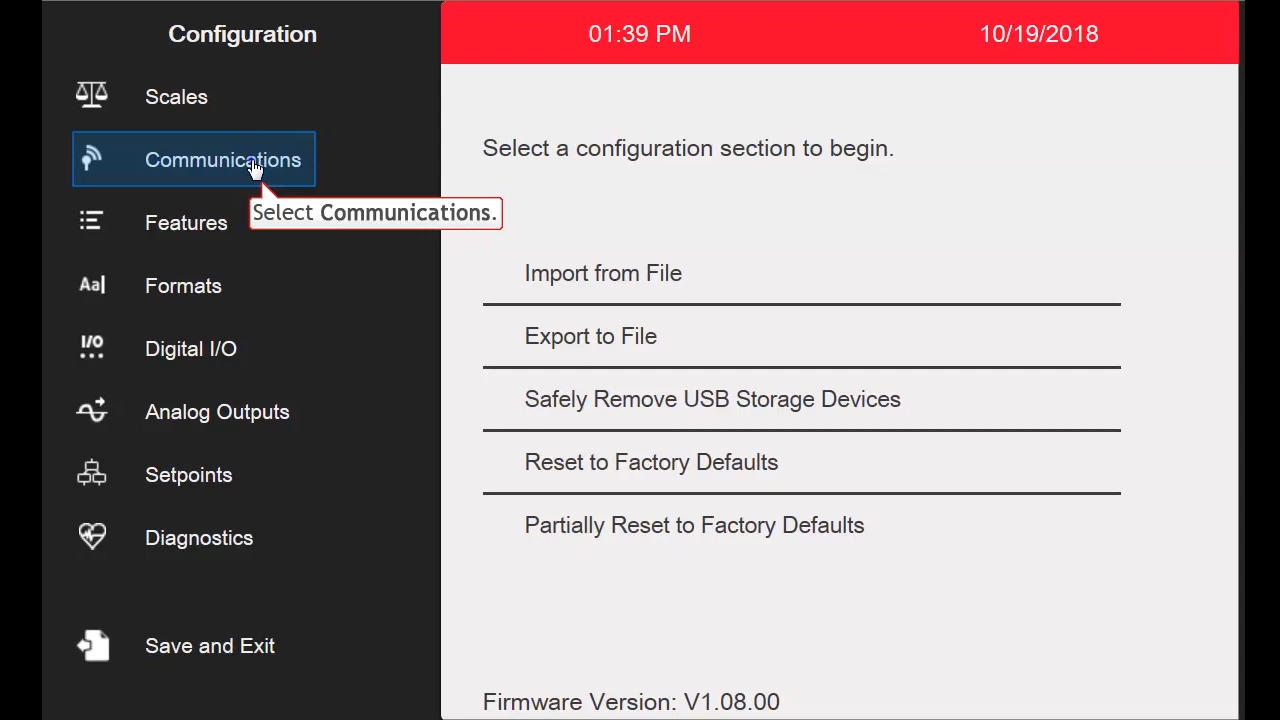 Configuration
01:39 PM
10/19/2018
Scales
Communications
Select Communications.
Features
Aa
Formats
I/O
Digital I/O
Analog Outputs
Setpoints
Diagnostics
Save and Exit
Select a configuration section to begin.
Import from File
Export to File
Safely Remove USB Storage Devices
Reset to Factory Defaults
Partially Reset to Factory Defaults
Firmware Version: V1.08.00